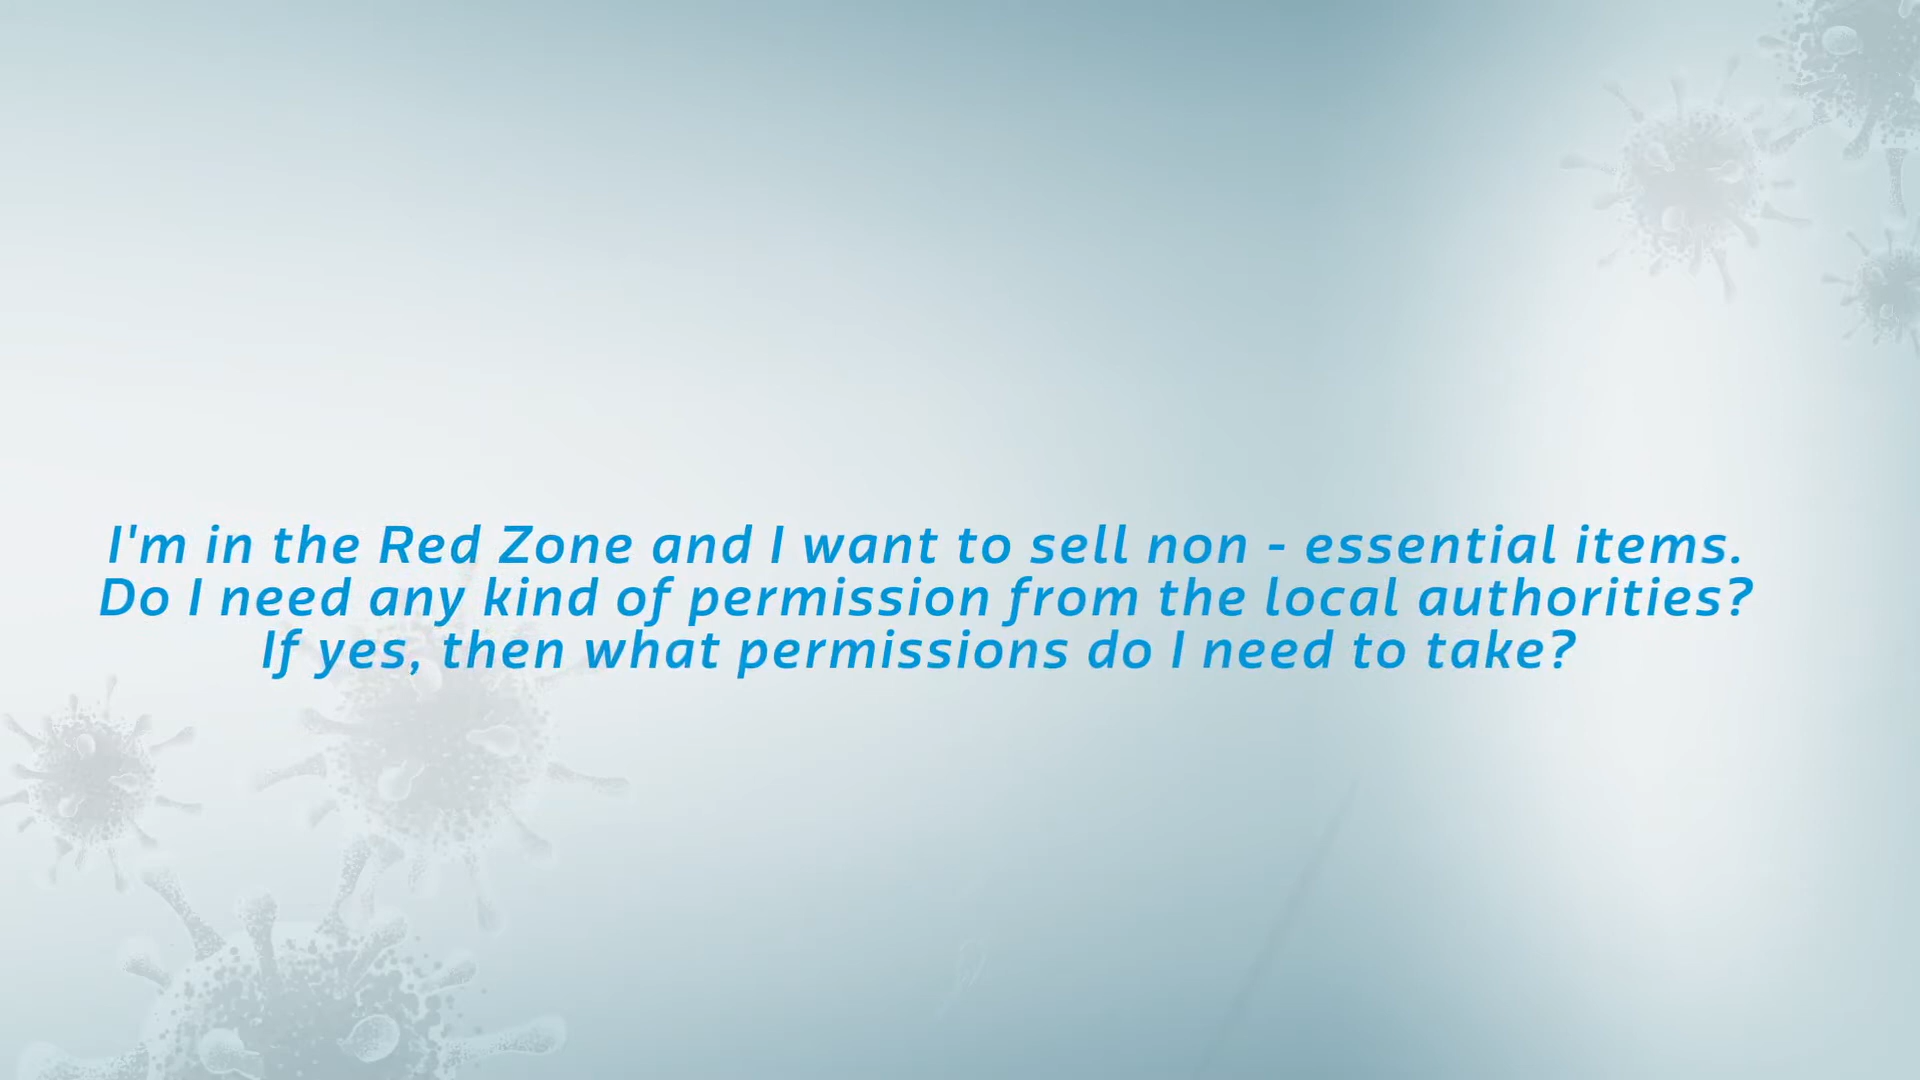 I'm in the Red Zone and I want to sell non - essential items.
Do I need any kind of permission from the local authorities?
If yes, then what permissions do I need to take?